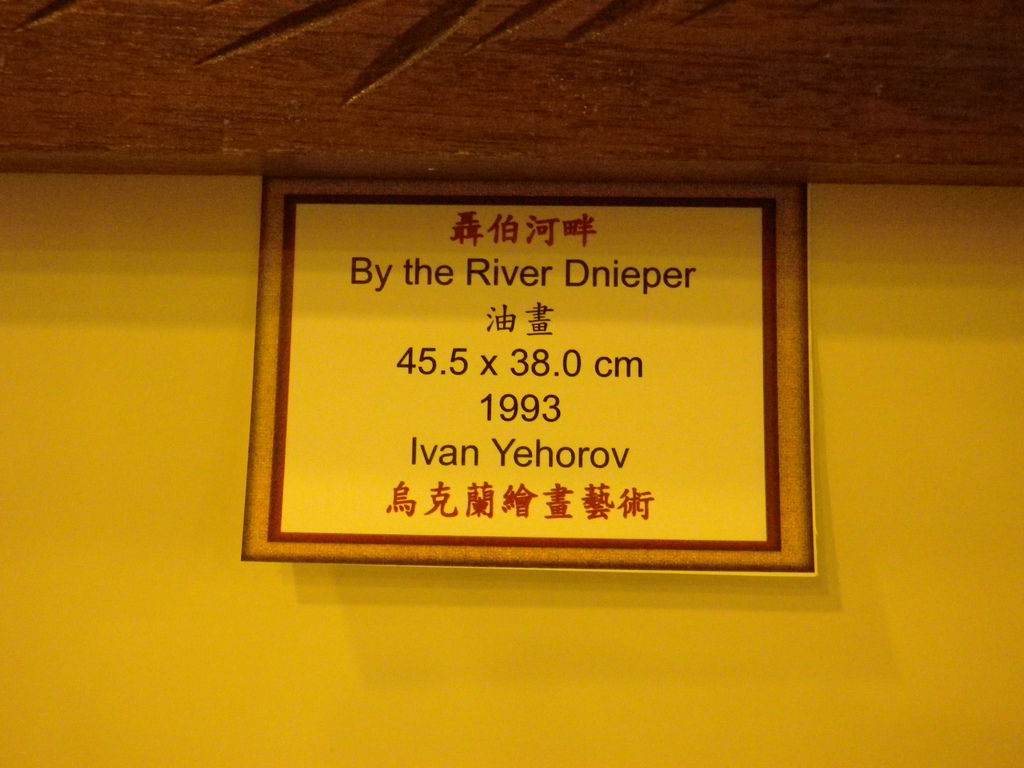 聶伯河畔
By the River Dnieper
油畫
45.5 x 38.0 cm
1993
Ivan Yehorov
烏克蘭繪畫藝術